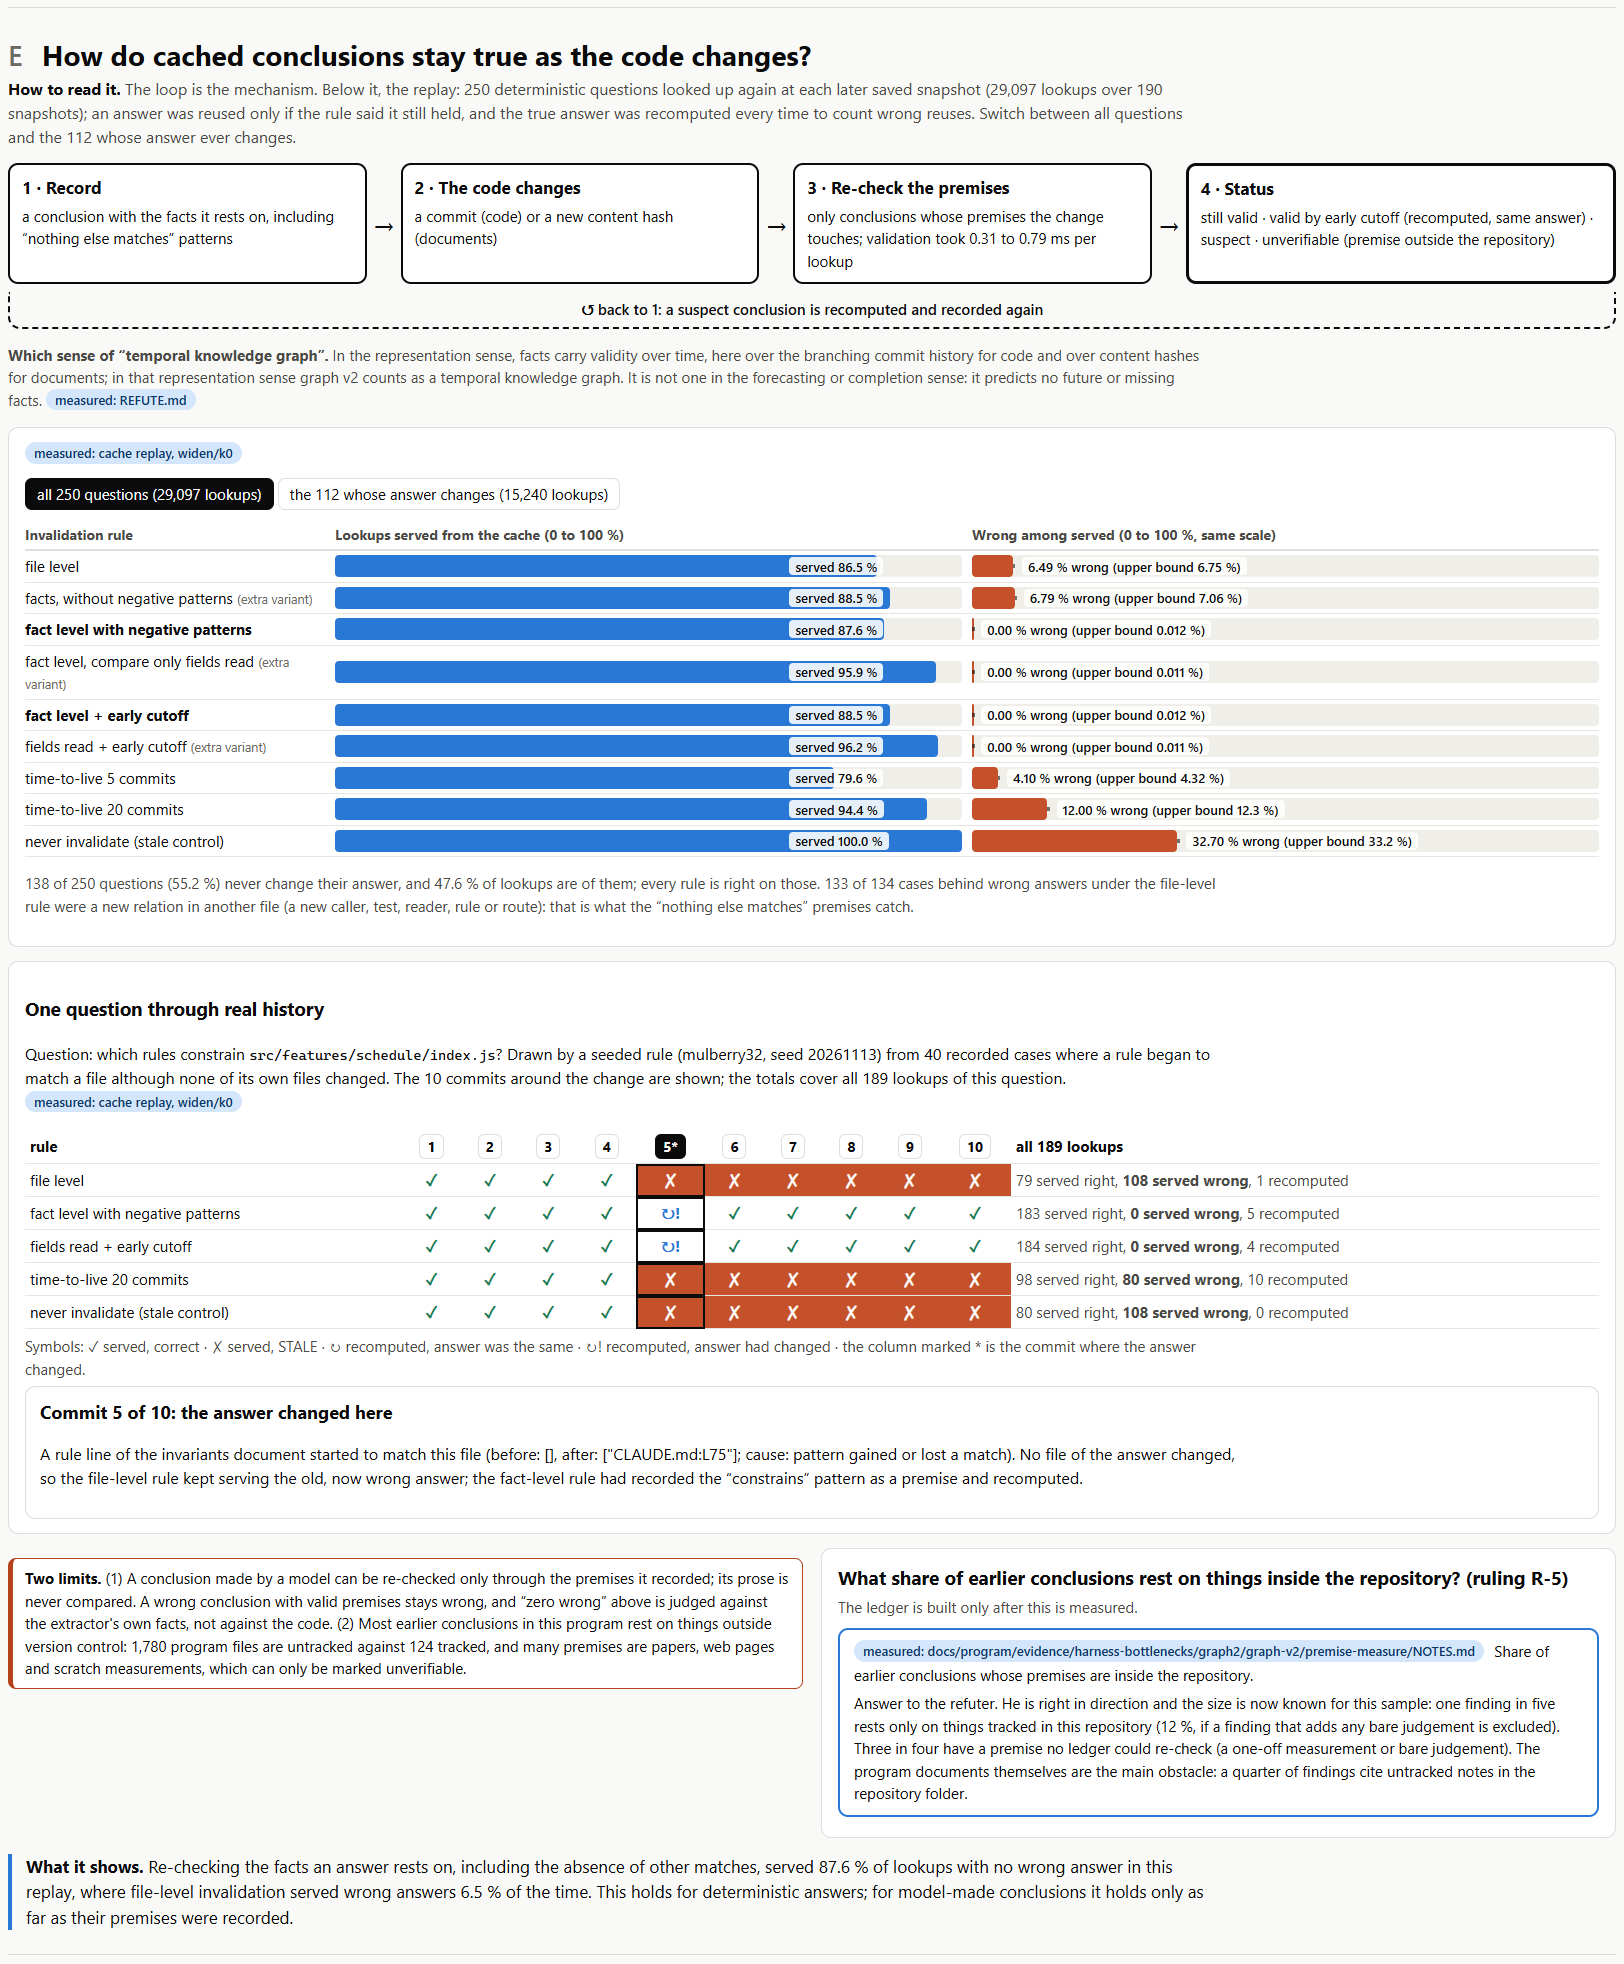 E How do cached conclusions stay true as the code changes?
How to read it. The loop is the mechanism. Below it, the replay: 250 deterministic questions looked up again at each later saved snapshot (29,097 lookups over 190
snapshots); an answer was reused only if the rule said it still held, and the true answer was recomputed every time to count wrong reuses. Switch between all questions
and the 112 whose answer ever changes.
1 · Record
a conclusion with the facts it rests on, including
“nothing else matches” patterns
→
2 · The code changes
a commit (code) or a new content hash
(documents)
→
3 · Re-check the premises
only conclusions whose premises the change
touches; validation took 0.31 to 0.79 ms per
lookup
→
4 · Status
still valid · valid by early cutoff (recomputed, same answer) ·
suspect · unverifiable (premise outside the repository)
↺ back to 1: a suspect conclusion is recomputed and recorded again
Which sense of “temporal knowledge graph”. In the representation sense, facts carry validity over time, here over the branching commit history for code and over content hashes
for documents; in that representation sense graph v2 counts as a temporal knowledge graph. It is not one in the forecasting or completion sense: it predicts no future or missing
facts. measured: REFUTE.md
measured: cache replay, widen/k0
all 250 questions (29,097 lookups) the 112 whose answer changes (15,240 lookups)
Invalidation rule Lookups served from the cache (0 to 100 %) Wrong among served (0 to 100 %, same scale)
file level served 86.5 % 6.49 % wrong (upper bound 6.75 %)
facts, without negative patterns (extra variant) served 88.5 % 6.79 % wrong (upper bound 7.06 %)
fact level with negative patterns served 87.6 % 0.00 % wrong (upper bound 0.012 %)
fact level, compare only fields read (extra
variant) served 95.9 % 0.00 % wrong (upper bound 0.011 %)
fact level + early cutoff served 88.5 % 0.00 % wrong (upper bound 0.012 %)
fields read + early cutoff (extra variant) served 96.2 % 0.00 % wrong (upper bound 0.011 %)
time-to-live 5 commits served 79.6 % 4.10 % wrong (upper bound 4.32 %)
time-to-live 20 commits served 94.4 % 12.00 % wrong (upper bound 12.3 %)
never invalidate (stale control) served 100.0 % 32.70 % wrong (upper bound 33.2 %)
138 of 250 questions (55.2 %) never change their answer, and 47.6 % of lookups are of them; every rule is right on those. 133 of 134 cases behind wrong answers under the file-level
rule were a new relation in another file (a new caller, test, reader, rule or route): that is what the “nothing else matches” premises catch.
One question through real history
Question: which rules constrain src/features/schedule/index.js? Drawn by a seeded rule (mulberry32, seed 20261113) from 40 recorded cases where a rule began to
match a file although none of its own files changed. The 10 commits around the change are shown; the totals cover all 189 lookups of this question.
measured: cache replay, widen/k0
rule 1 2 3 4 5* 6 7 8 9 10 all 189 lookups
file level ✓ ✓ ✓ ✓ ✗ ✗ ✗ ✗ ✗ ✗ 79 served right, 108 served wrong, 1 recomputed
fact level with negative patterns ✓ ✓ ✓ ✓ ↻! ✓ ✓ ✓ ✓ ✓ 183 served right, 0 served wrong, 5 recomputed
fields read + early cutoff ✓ ✓ ✓ ✓ ↻! ✓ ✓ ✓ ✓ ✓ 184 served right, 0 served wrong, 4 recomputed
time-to-live 20 commits ✓ ✓ ✓ ✓ ✗ ✗ ✗ ✗ ✗ ✗ 98 served right, 80 served wrong, 10 recomputed
never invalidate (stale control) ✓ ✓ ✓ ✓ ✗ ✗ ✗ ✗ ✗ ✗ 80 served right, 108 served wrong, 0 recomputed
Symbols: ✓ served, correct · ✗ served, STALE · ↻ recomputed, answer was the same · ↻! recomputed, answer had changed · the column marked * is the commit where the answer
changed.
Commit 5 of 10: the answer changed here
A rule line of the invariants document started to match this file (before: [], after: ["CLAUDE.md:L75"]; cause: pattern gained or lost a match). No file of the answer changed,
so the file-level rule kept serving the old, now wrong answer; the fact-level rule had recorded the “constrains” pattern as a premise and recomputed.
Two limits. (1) A conclusion made by a model can be re-checked only through the premises it recorded; its prose is
never compared. A wrong conclusion with valid premises stays wrong, and “zero wrong” above is judged against
the extractor's own facts, not against the code. (2) Most earlier conclusions in this program rest on things outside
version control: 1,780 program files are untracked against 124 tracked, and many premises are papers, web pages
and scratch measurements, which can only be marked unverifiable.
What share of earlier conclusions rest on things inside the repository? (ruling R-5)
The ledger is built only after this is measured.
measured: docs/program/evidence/harness-bottlenecks/graph2/graph-v2/premise-measure/NOTES.md Share of
earlier conclusions whose premises are inside the repository.
Answer to the refuter. He is right in direction and the size is now known for this sample: one finding in five
rests only on things tracked in this repository (12 %, if a finding that adds any bare judgement is excluded).
Three in four have a premise no ledger could re-check (a one-off measurement or bare judgement). The
program documents themselves are the main obstacle: a quarter of findings cite untracked notes in the
repository folder.
What it shows. Re-checking the facts an answer rests on, including the absence of other matches, served 87.6 % of lookups with no wrong answer in this
replay, where file-level invalidation served wrong answers 6.5 % of the time. This holds for deterministic answers; for model-made conclusions it holds only as
far as their premises were recorded.